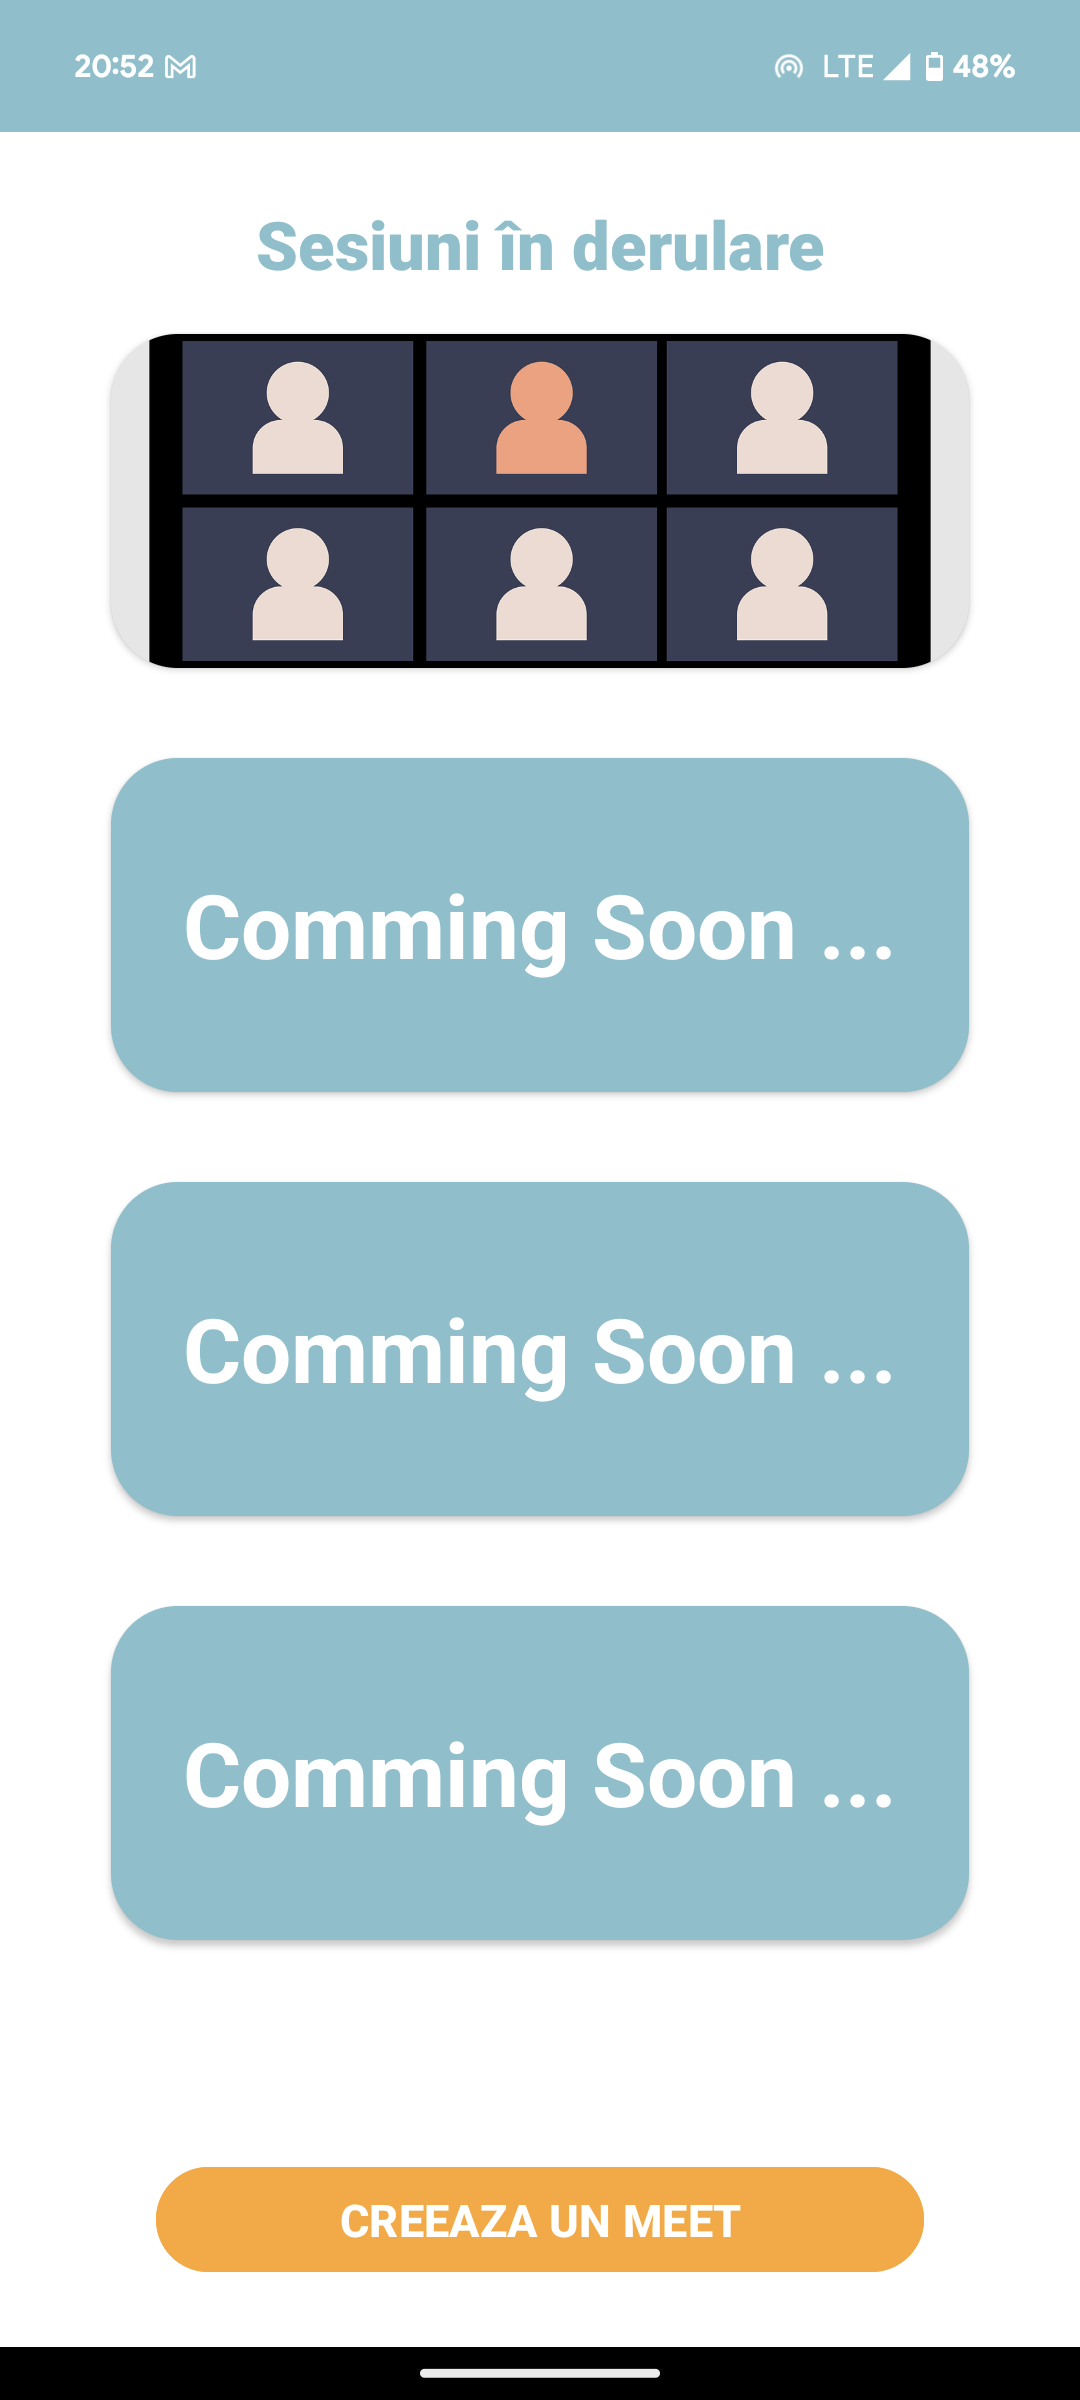 20:52 LTE 48%
Sesiuni în derulare
Comming Soon ...
Comming Soon ...
Comming Soon ...
CREEAZA UN MEET